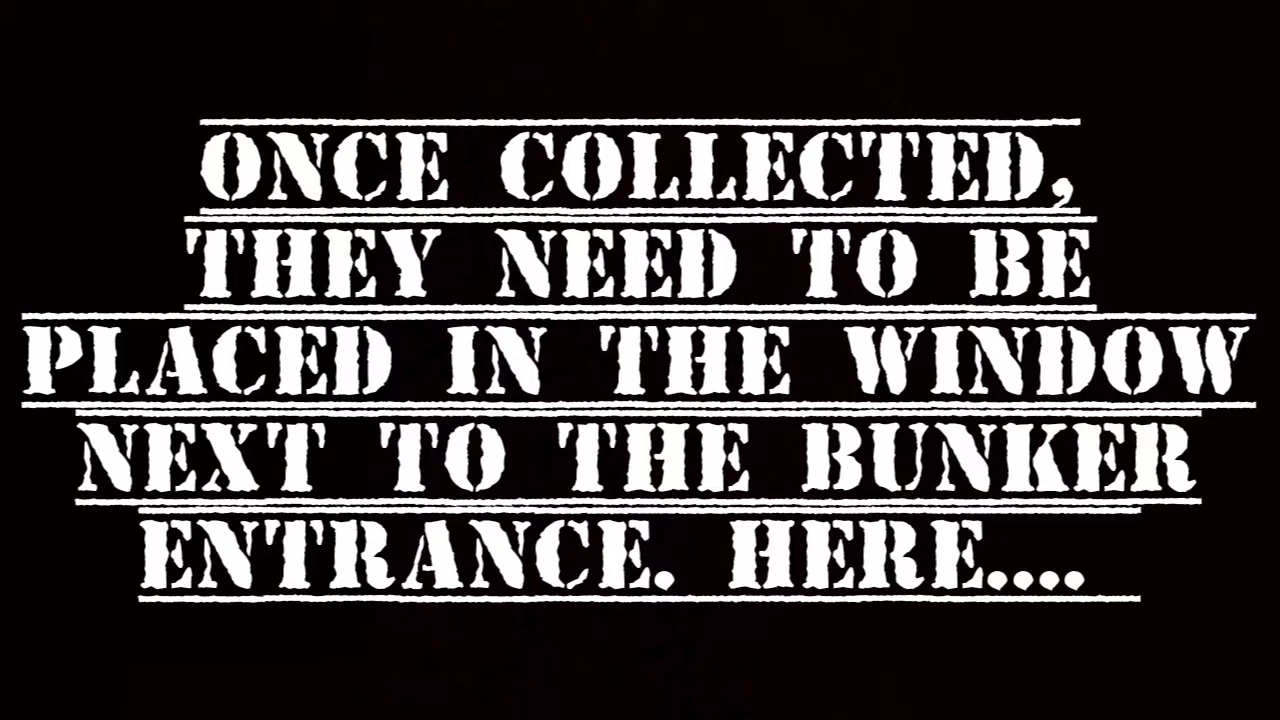 ONCE COLLECTED,
THEY NEED TO BE
PLACED IN THE WINDOW
NEXT TO THE BUNKER
ENTRANCE. HERE....